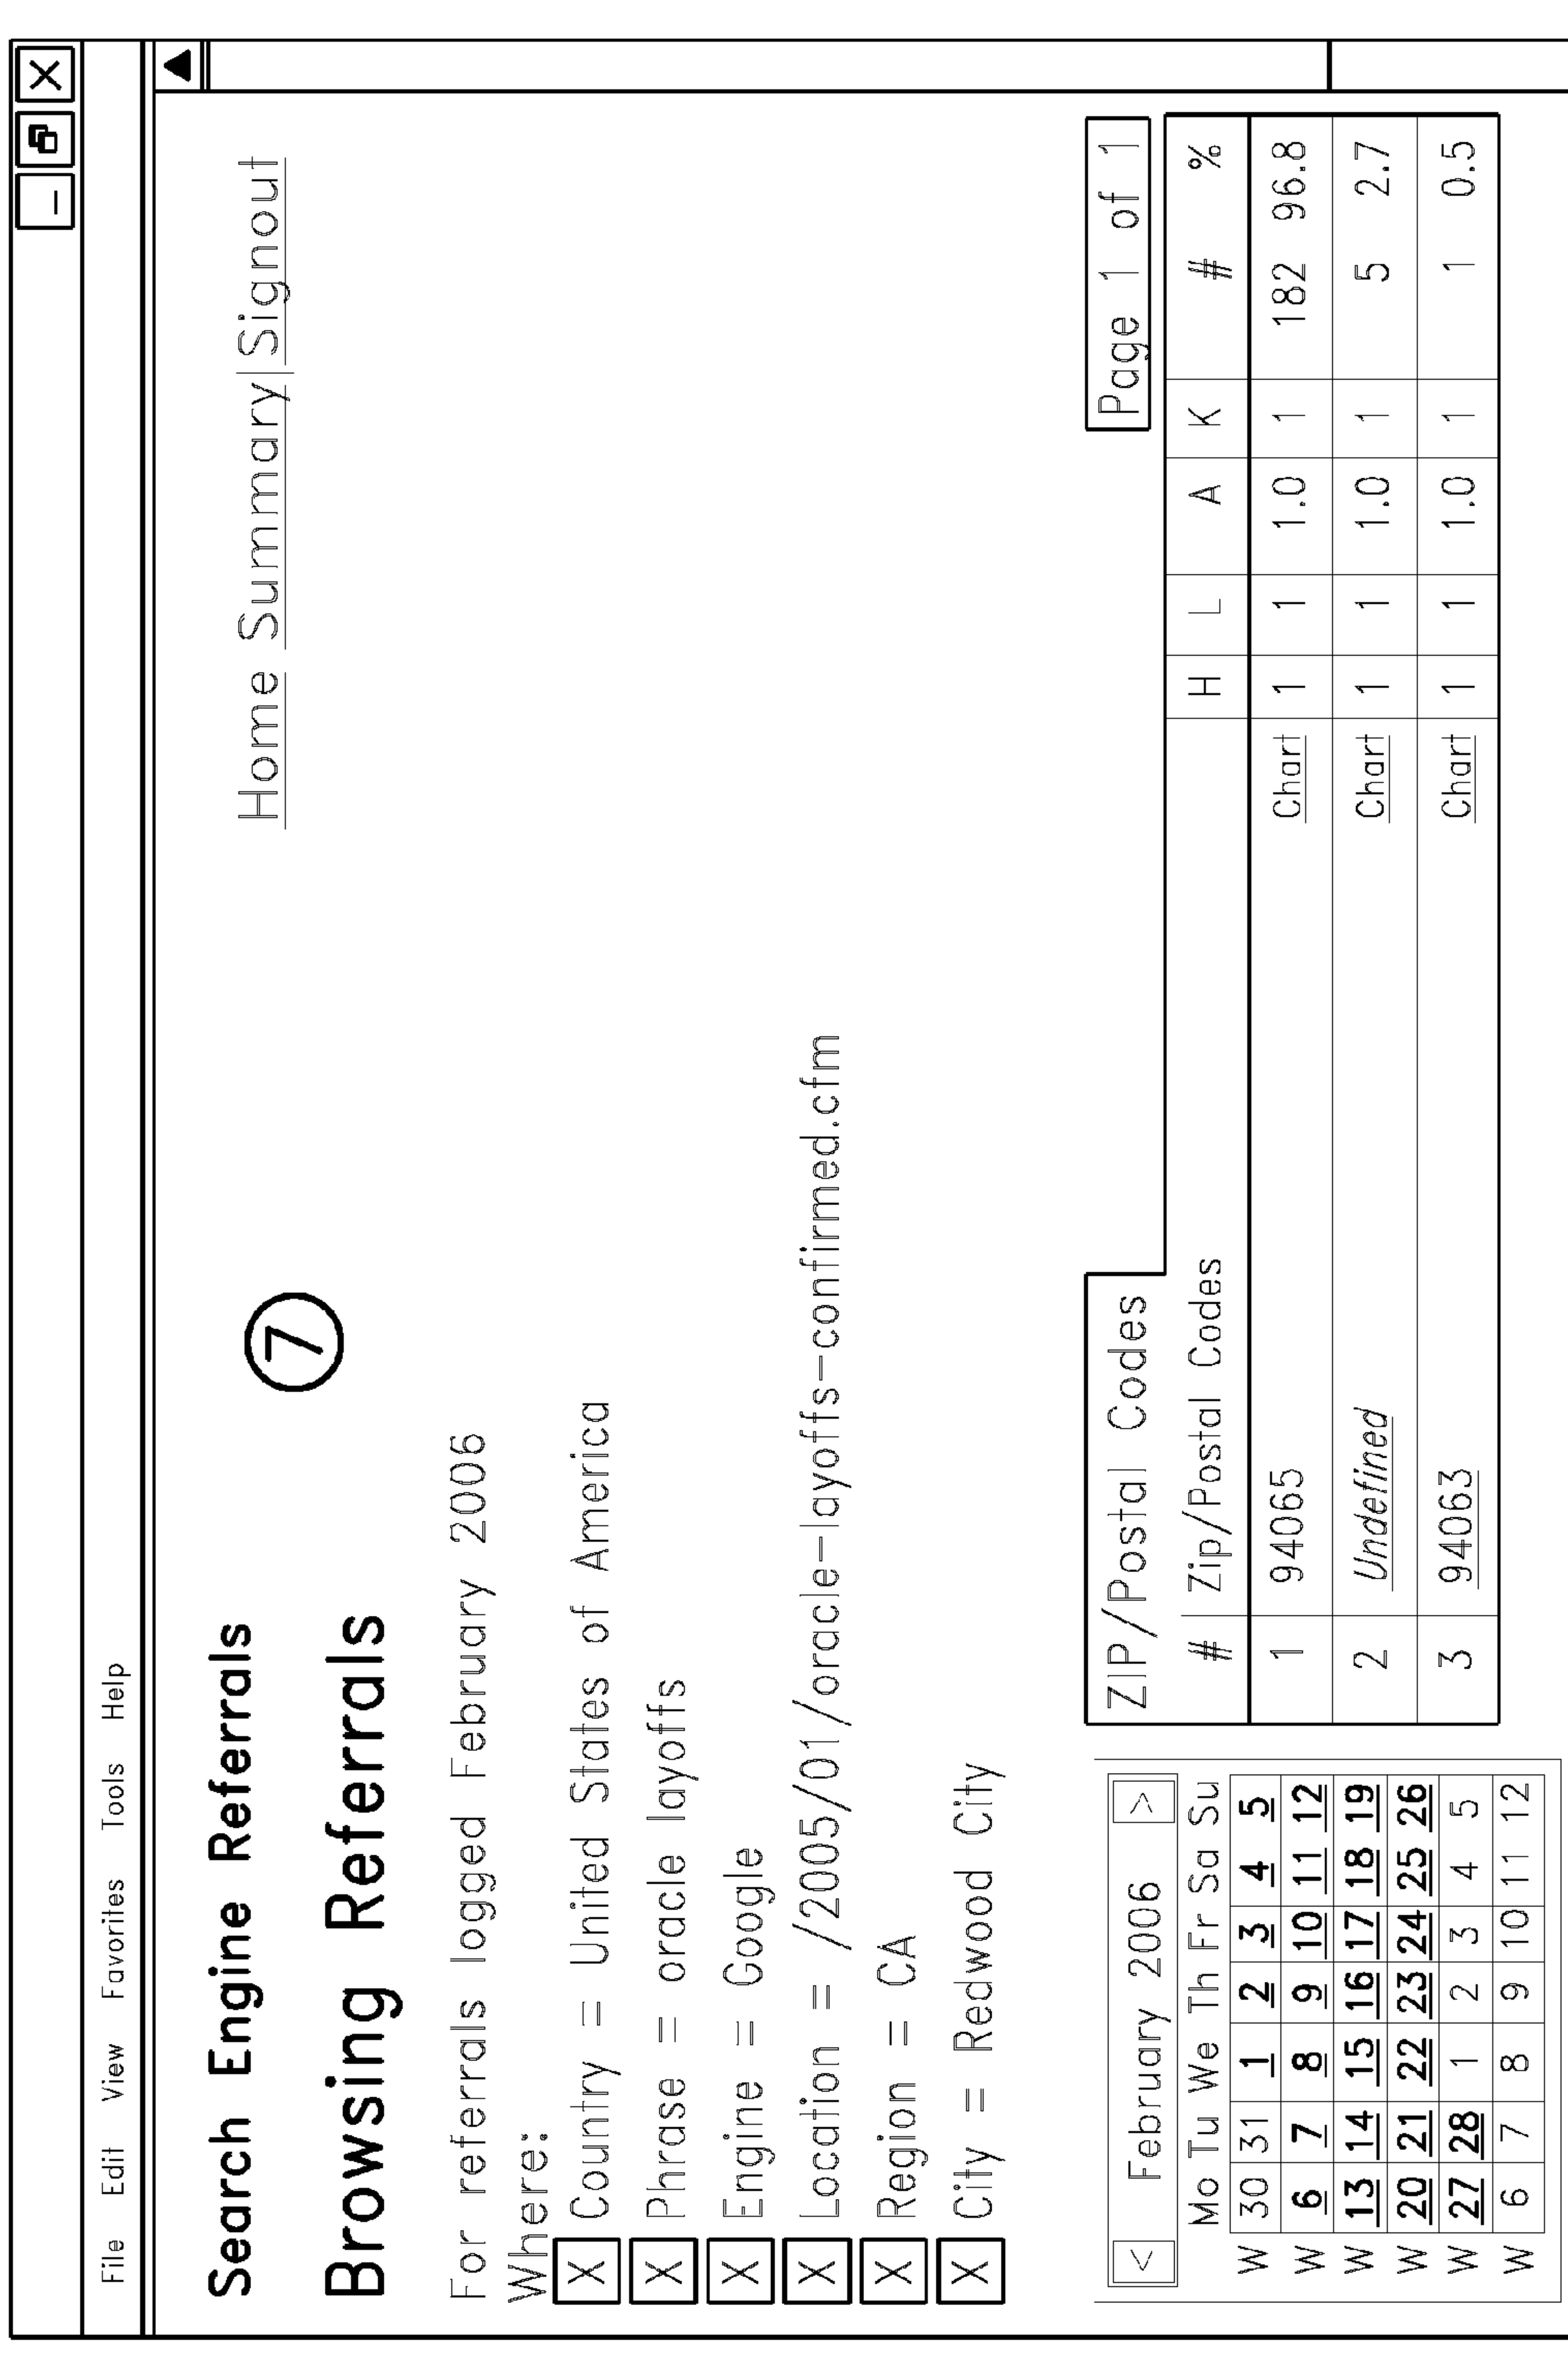 – X
File Edit View Favorites Tools Help
Search Engine Referrals
Home Summary|Signout
7
Browsing Referrals
For referrals logged February 2006
Where:
X Country = United States of America
X Phrase = oracle layoffs
X Engine = Google
X Location = /2005/01/oracle-layoffs-confirmed.cfm
X Region = CA
X City = Redwood City
< February 2006 >
Mo Tu We Th Fr Sa Su
W 30 31 1 2 3 4 5
W 6 7 8 9 10 11 12
W 13 14 15 16 17 18 19
W 20 21 22 23 24 25 26
W 27 28 1 2 3 4 5
W 6 7 8 9 10 11 12
ZIP/Postal Codes Page 1 of 1
# Zip/Postal Codes H L A K # %
1 94065 Chart 1 1 1.0 1 182 96.8
2 Undefined Chart 1 1 1.0 1 5 2.7
3 94063 Chart 1 1 1.0 1 1 0.5